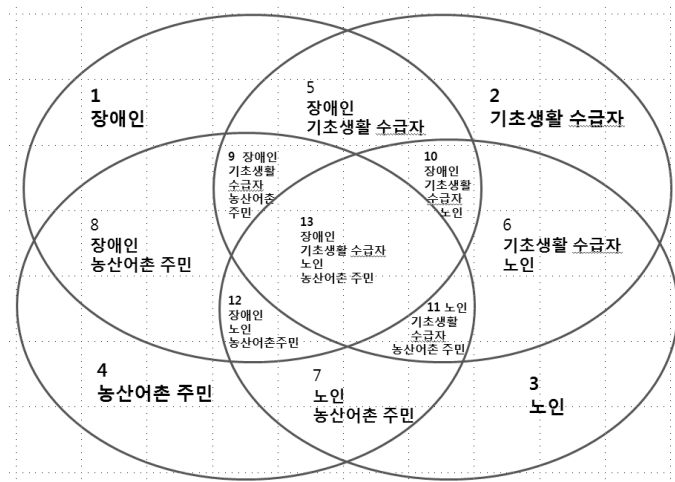 1
장애인
5
장애인
기초생활 수급자
2
기초생활 수급자
9 장애인
기초생활
수급자
농산어촌
주민
10
장애인
기초생활
수급자
노인
8
장애인
농산어촌 주민
13
장애인
기초생활 수급자
노인
농산어촌 주민
6
기초생활 수급자
노인
12
장애인
노인
농산어촌주민
11 노인
기초생활
수급자
농산어촌 주민
4
농산어촌 주민
7
노인
농산어촌 주민
3
노인